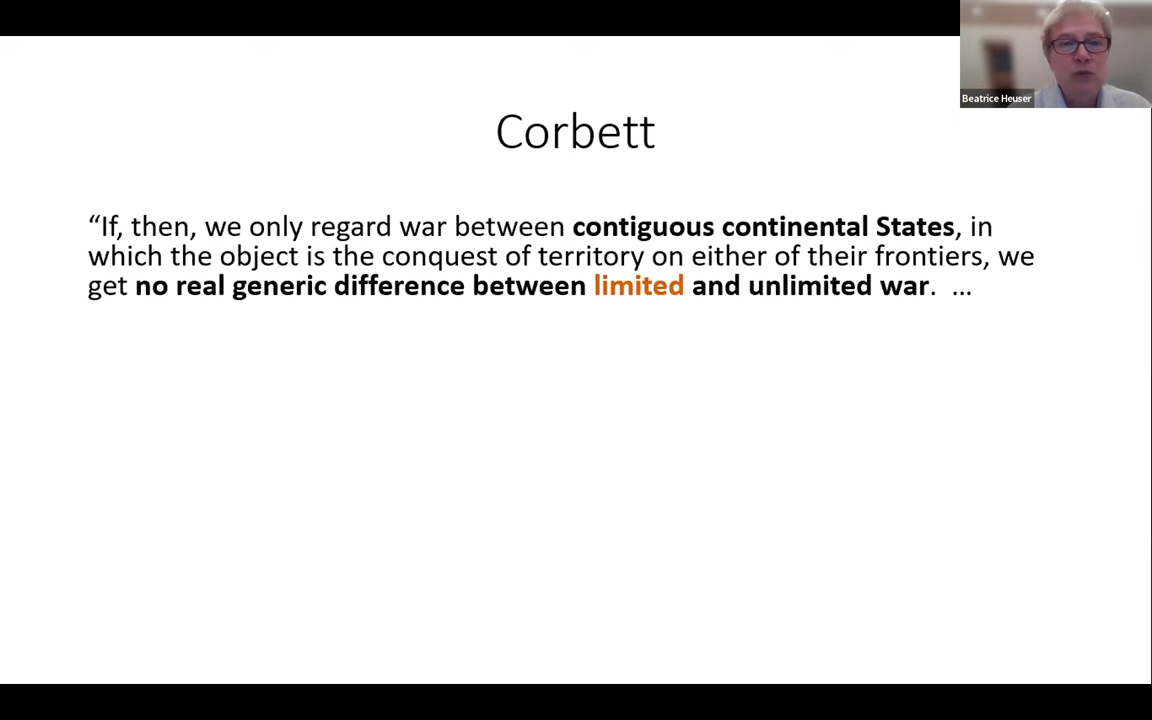 Beatrice Heuser
Corbett
“If, then, we only regard war between contiguous continental States, in
which the object is the conquest of territory on either of their frontiers, we
get no real generic difference between limited and unlimited war.  ...